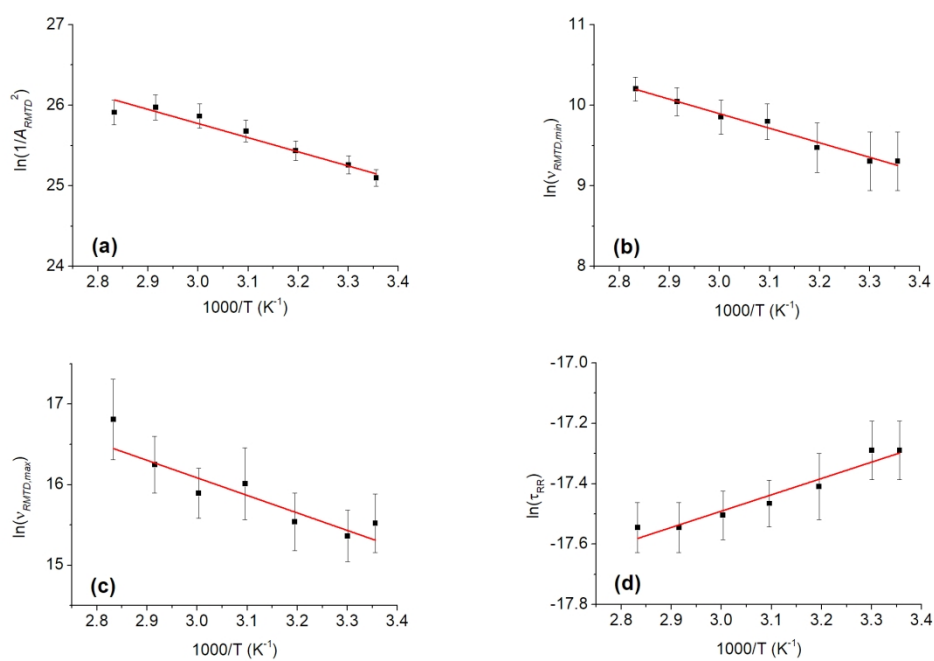 27
26
25
24
ln(1/A_RMTD^2)
(a)
2.8 2.9 3.0 3.1 3.2 3.3 3.4
1000/T (K^-1)
11
10
9
8
ln(ν_RMTD,min)
(b)
2.8 2.9 3.0 3.1 3.2 3.3 3.4
1000/T (K^-1)
17
16
15
ln(ν_RMTD,max)
(c)
2.8 2.9 3.0 3.1 3.2 3.3 3.4
1000/T (K^-1)
-17.0
-17.2
-17.4
-17.6
-17.8
ln(τ_RR)
(d)
2.8 2.9 3.0 3.1 3.2 3.3 3.4
1000/T (K^-1)